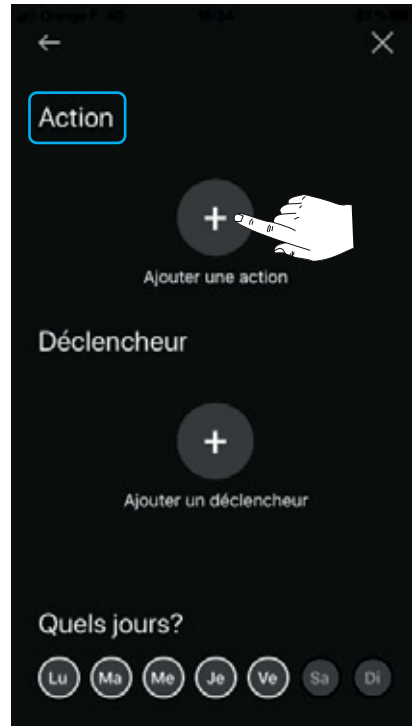 Action
Ajouter une action
Déclencheur
Ajouter un déclencheur
Quels jours?
Lu Ma Me Je Ve Sa Di